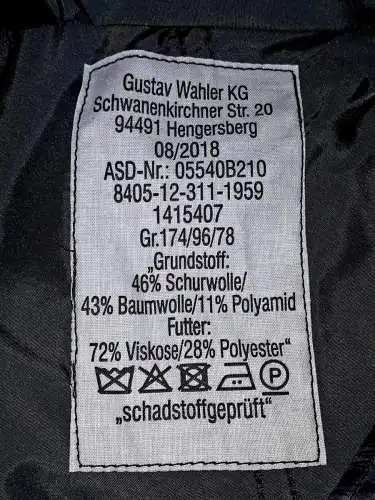 Gustav Wahler KG
Schwanenkirchner Str. 20
94491 Hengersberg
08/2018
ASD-Nr.: 05540B210
8405-12-311-1959
1415407
Gr.174/96/78
„Grundstoff:
46% Schurwolle/
43% Baumwolle/11% Polyamid
Futter:
72% Viskose/28% Polyester“
P
„schadstoffgeprüft“